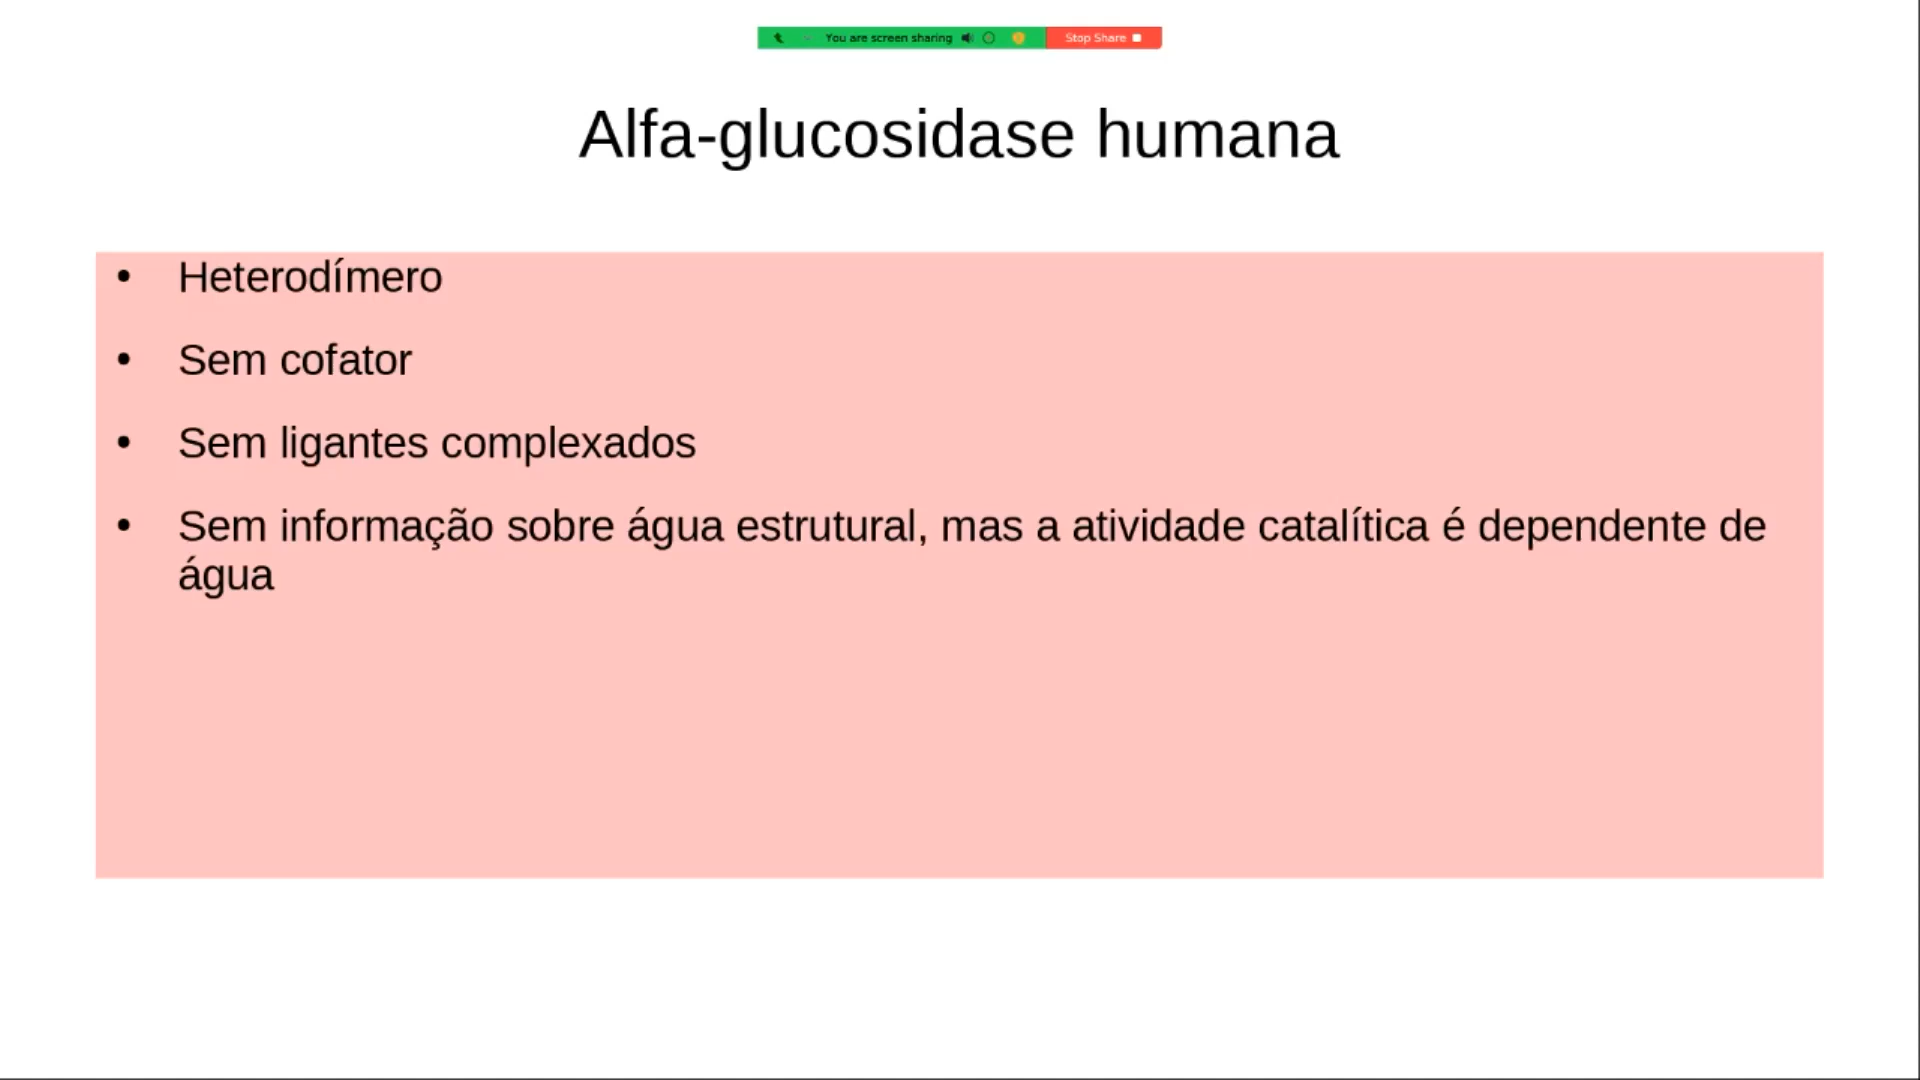 You are screen sharing Stop Share
Alfa-glucosidase humana
• Heterodímero
• Sem cofator
• Sem ligantes complexados
• Sem informação sobre água estrutural, mas a atividade catalítica é dependente de
água